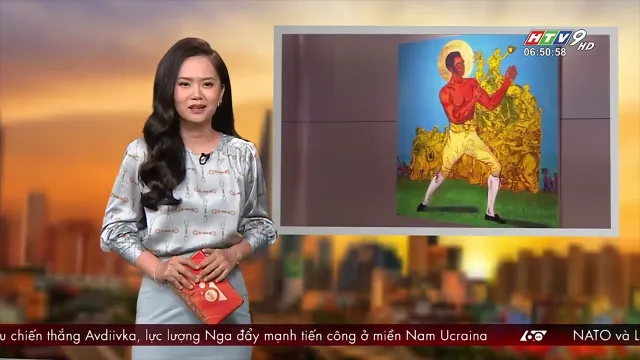 HTV9 HD
06:50:58
u chiến thắng Avdiivka, lực lượng Nga đẩy mạnh tiến công ở miền Nam Ucraina 60 NATO và L